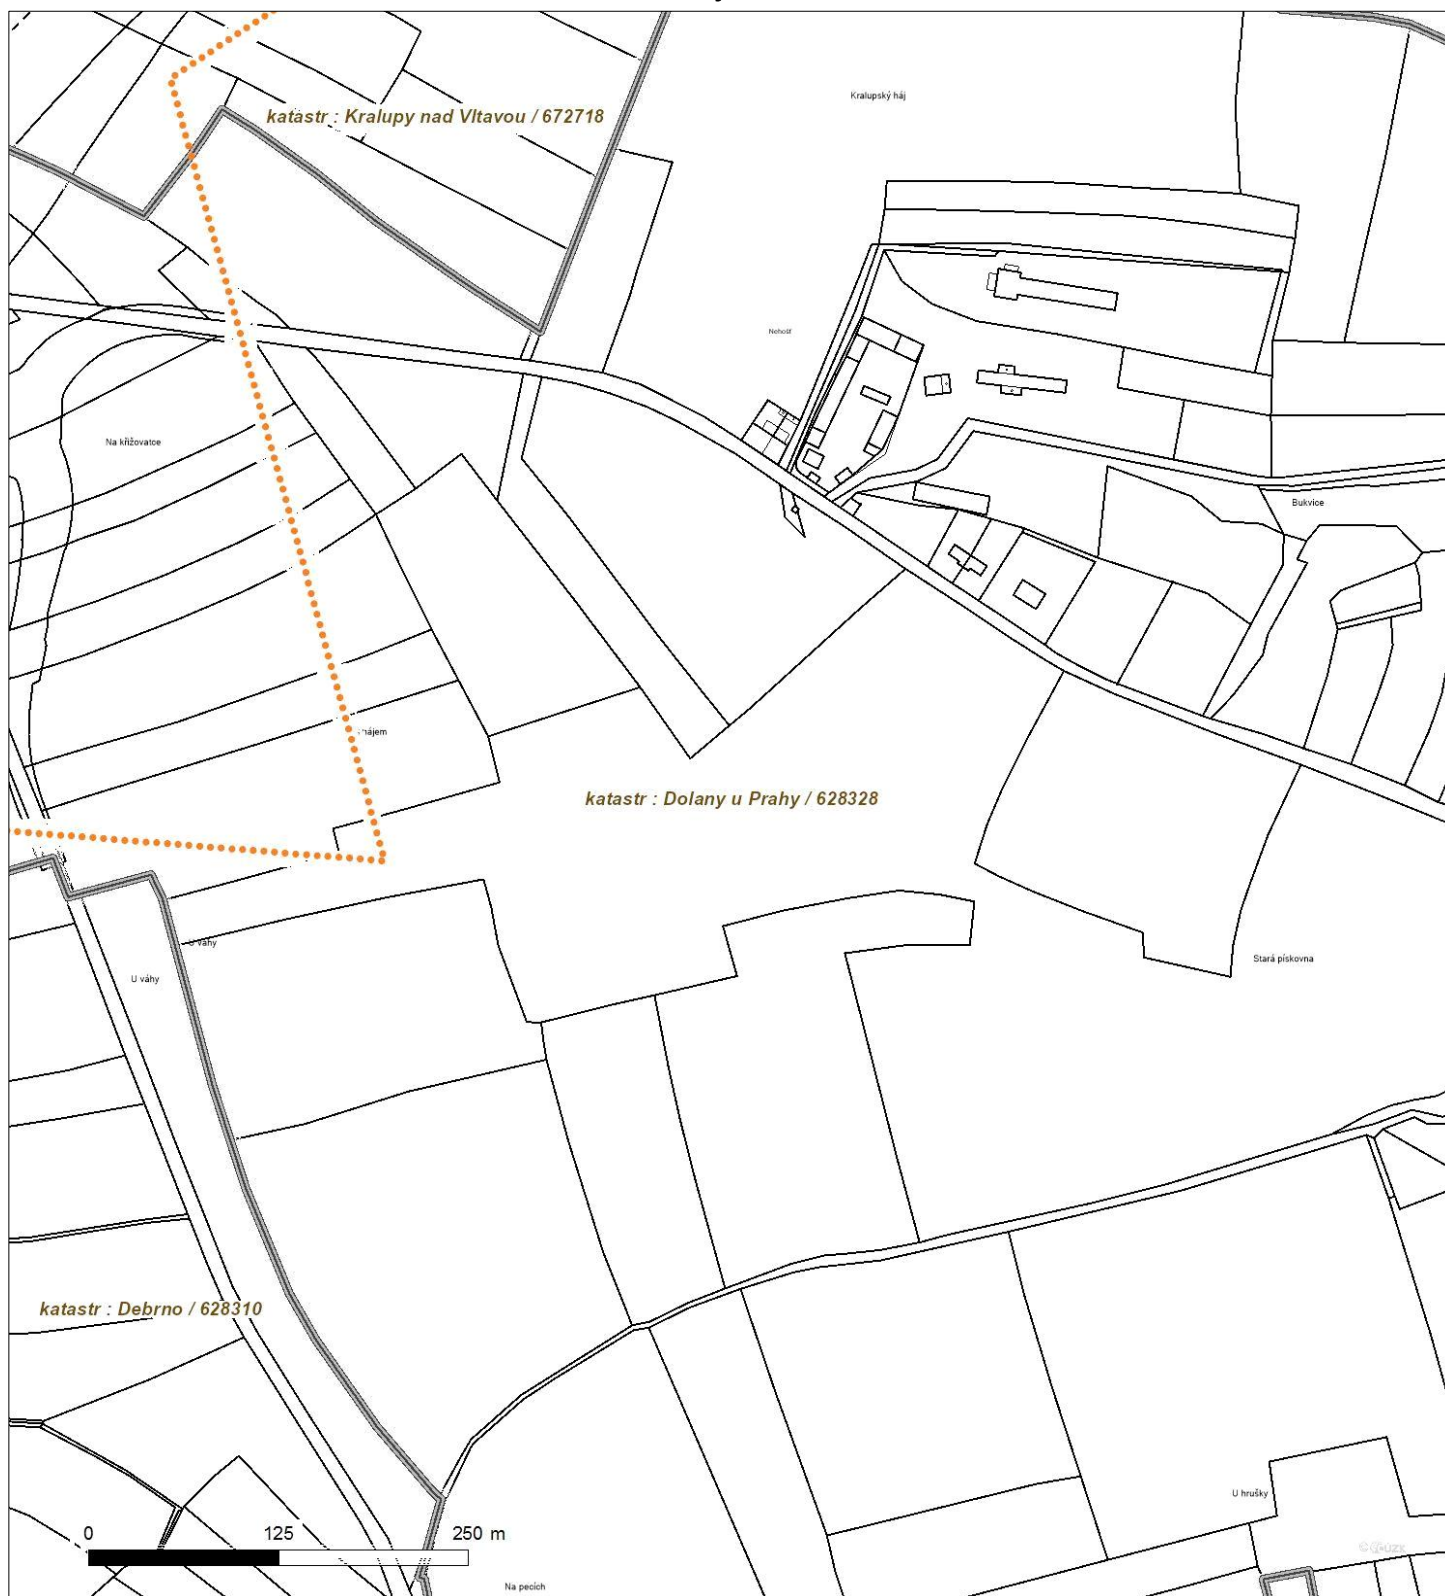 Kralupský háj
katastr : Kralupy nad Vltavou / 672718
Nehošť
Na křižovatce
Bukvice
hájem
katastr : Dolany u Prahy / 628328
U váhy
U váhy
Stará pískovna
katastr : Debrno / 628310
U hrušky
0 125 250 m
© ČÚZK
Na pecích